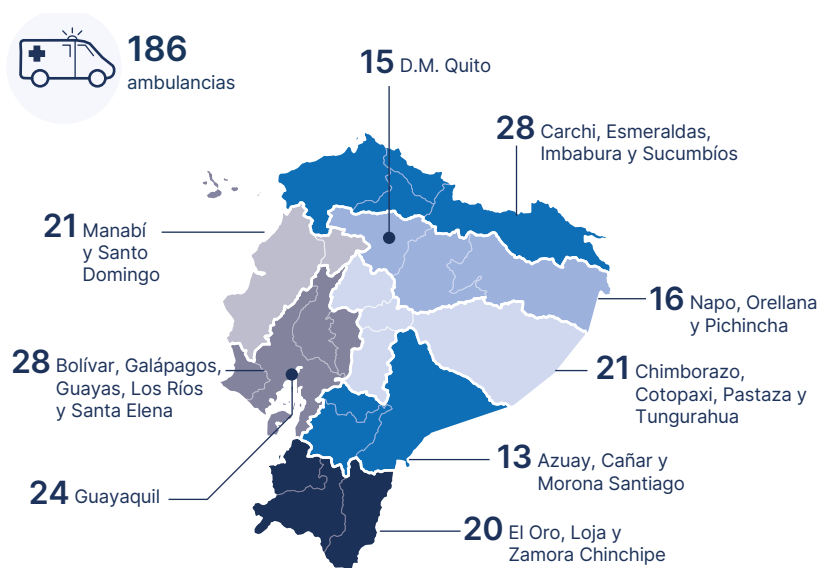 186
ambulancias
15 D.M. Quito
28 Carchi, Esmeraldas,
Imbabura y Sucumbíos
21 Manabí
y Santo
Domingo
16 Napo, Orellana
y Pichincha
28 Bolívar, Galápagos,
Guayas, Los Ríos
y Santa Elena
21 Chimborazo,
Cotopaxi, Pastaza y
Tungurahua
13 Azuay, Cañar y
Morona Santiago
24 Guayaquil
20 El Oro, Loja y
Zamora Chinchipe